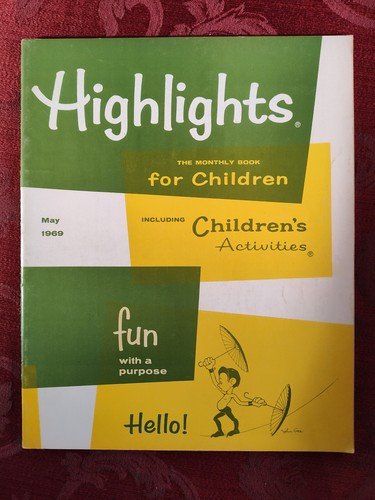 Highlights®
THE MONTHLY BOOK
for Children
May
1969
INCLUDING
Children's
Activities®
fun
with a
purpose
Hello!